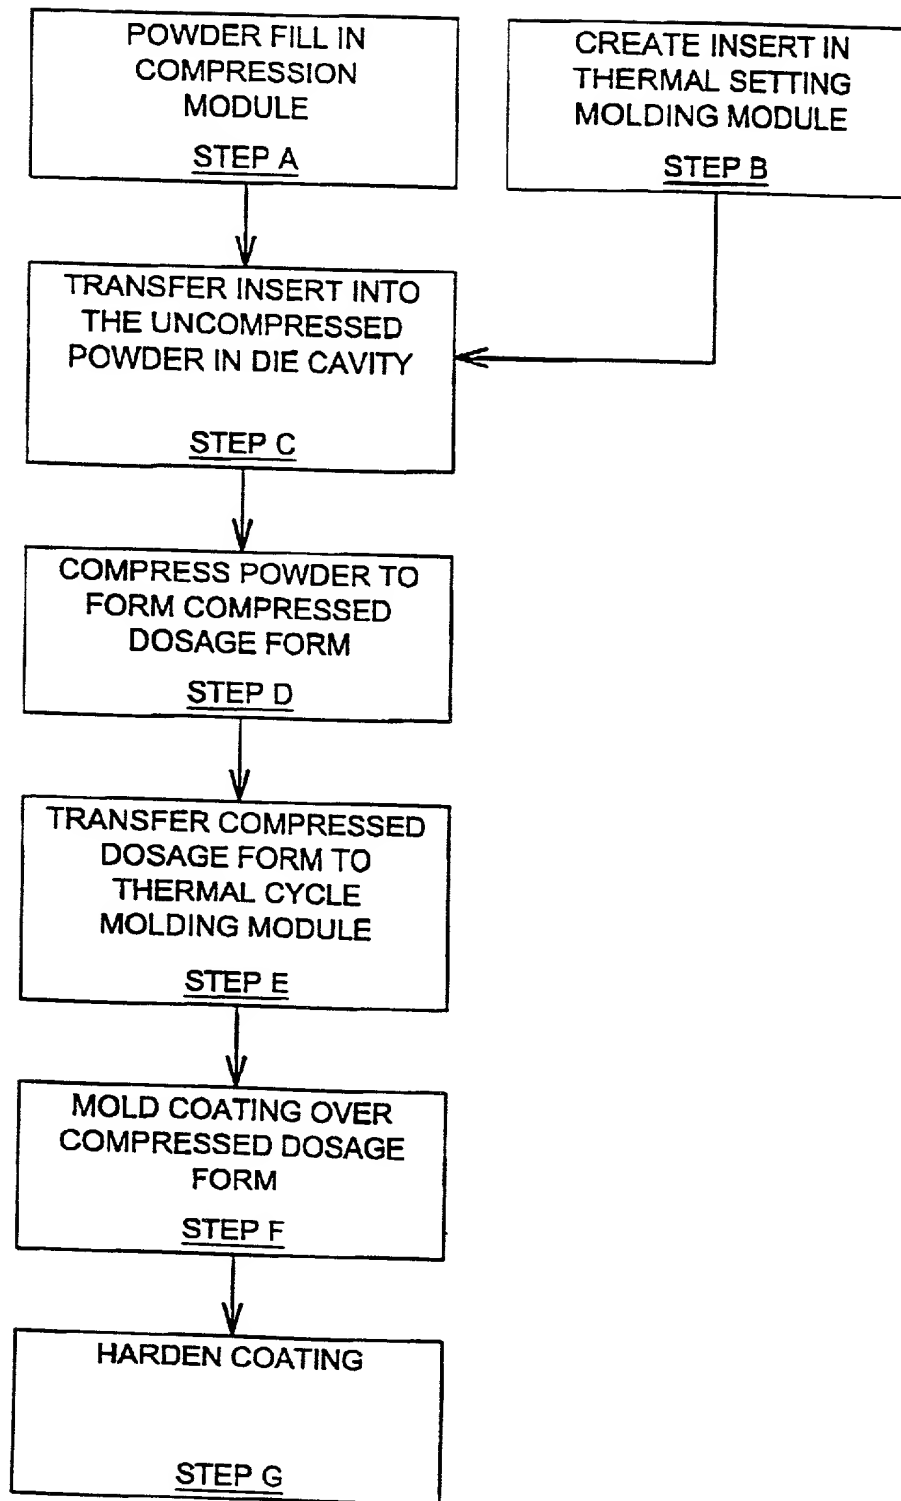 POWDER FILL IN
COMPRESSION
MODULE
STEP A
CREATE INSERT IN
THERMAL SETTING
MOLDING MODULE
STEP B
TRANSFER INSERT INTO
THE UNCOMPRESSED
POWDER IN DIE CAVITY
STEP C
COMPRESS POWDER TO
FORM COMPRESSED
DOSAGE FORM
STEP D
TRANSFER COMPRESSED
DOSAGE FORM TO
THERMAL CYCLE
MOLDING MODULE
STEP E
MOLD COATING OVER
COMPRESSED DOSAGE
FORM
STEP F
HARDEN COATING
STEP G